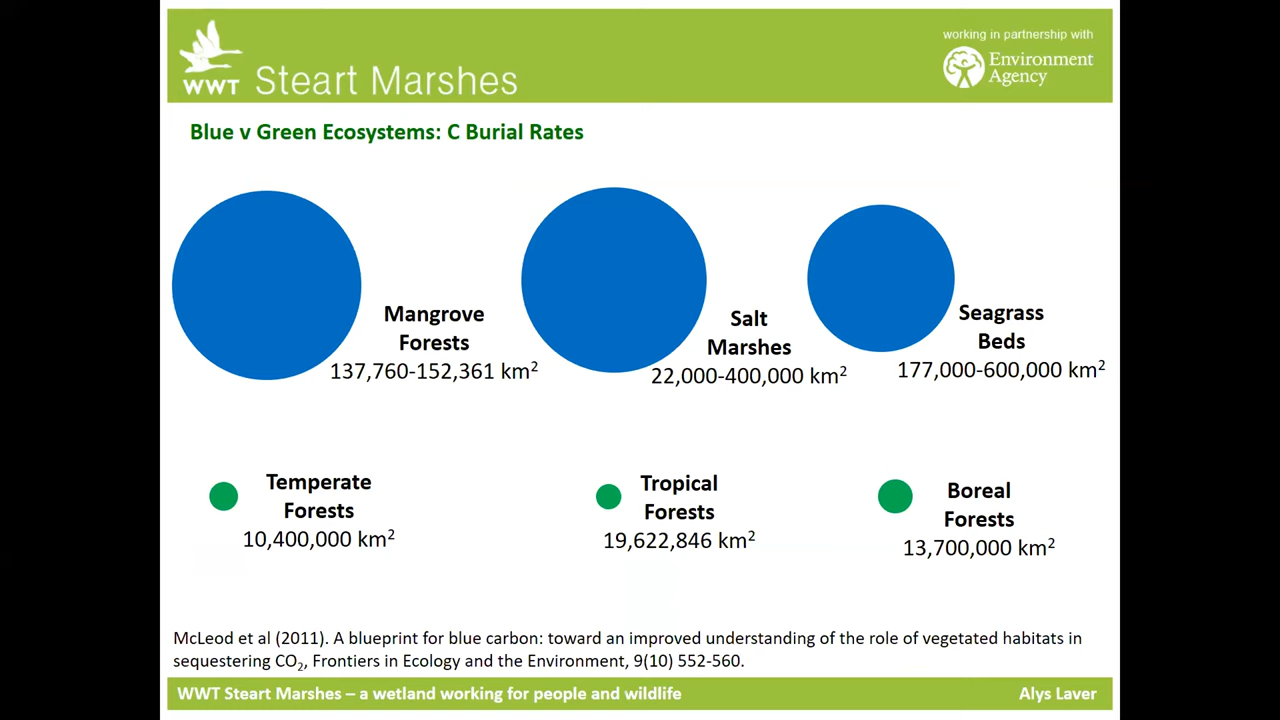 working in partnership with
Environment
Agency
WWT Steart Marshes
Blue v Green Ecosystems: C Burial Rates
Mangrove
Forests
137,760-152,361 km²
Salt
Marshes
22,000-400,000 km²
Seagrass
Beds
177,000-600,000 km²
Temperate
Forests
10,400,000 km²
Tropical
Forests
19,622,846 km²
Boreal
Forests
13,700,000 km²
McLeod et al (2011). A blueprint for blue carbon: toward an improved understanding of the role of vegetated habitats in
sequestering CO₂, Frontiers in Ecology and the Environment, 9(10) 552-560.
WWT Steart Marshes – a wetland working for people and wildlife
Alys Laver